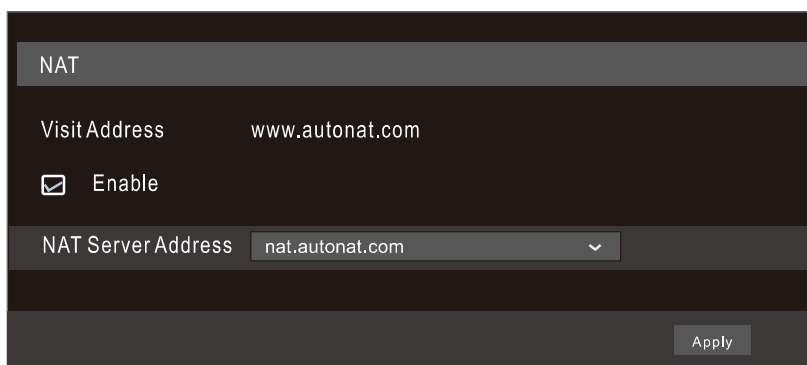 NAT
Visit Address www.autonat.com
Enable
NAT Server Address nat.autonat.com
Apply